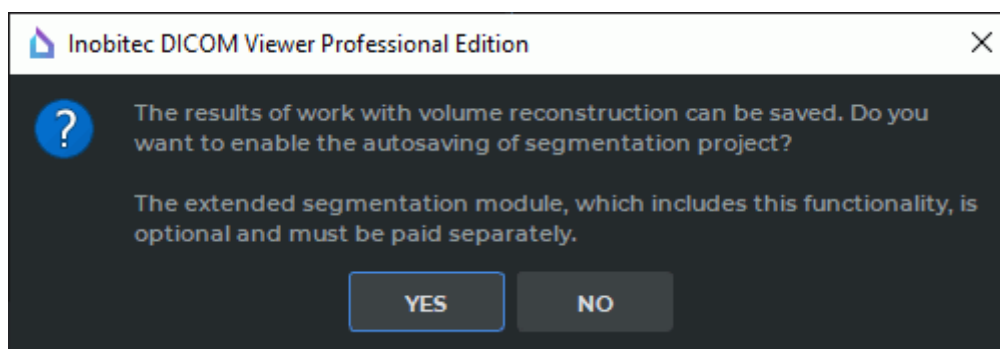 Inobitec DICOM Viewer Professional Edition
The results of work with volume reconstruction can be saved. Do you
want to enable the autosaving of segmentation project?
The extended segmentation module, which includes this functionality, is
optional and must be paid separately.
YES NO